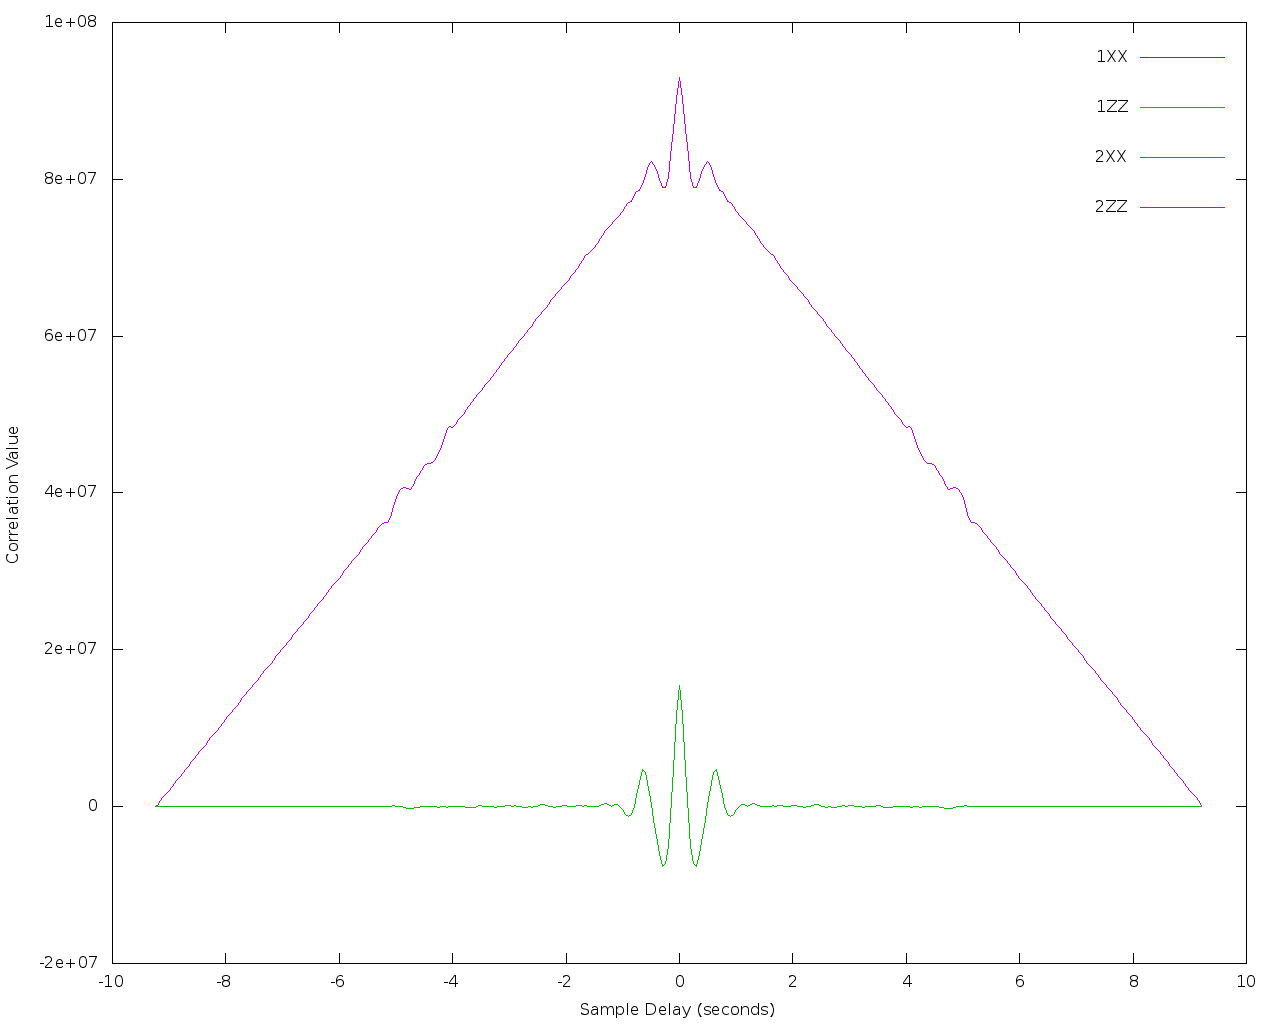 1e+08
8e+07
6e+07
4e+07
2e+07
0
-2e+07
Correlation Value
-10
-8
-6
-4
-2
0
2
4
6
8
10
Sample Delay (seconds)
1XX
1ZZ
2XX
2ZZ